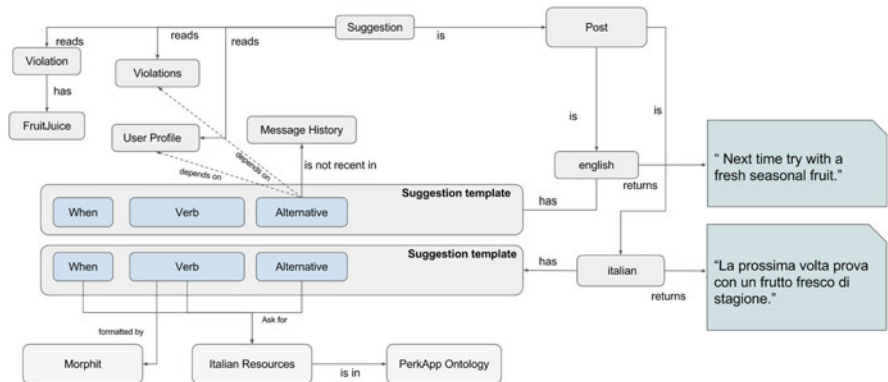 Suggestion
is
Post
reads
reads
reads
Violation
Violations
has
is
is
FruitJuice
User Profile
Message History
depends on
depends on
is not recent in
english
returns
“ Next time try with a
fresh seasonal fruit.”
Suggestion template
has
When
Verb
Alternative
Suggestion template
When
Verb
Alternative
has
italian
returns
“La prossima volta prova
con un frutto fresco di
stagione.”
formatted by
Ask for
Morphit
Italian Resources
is in
PerkApp Ontology